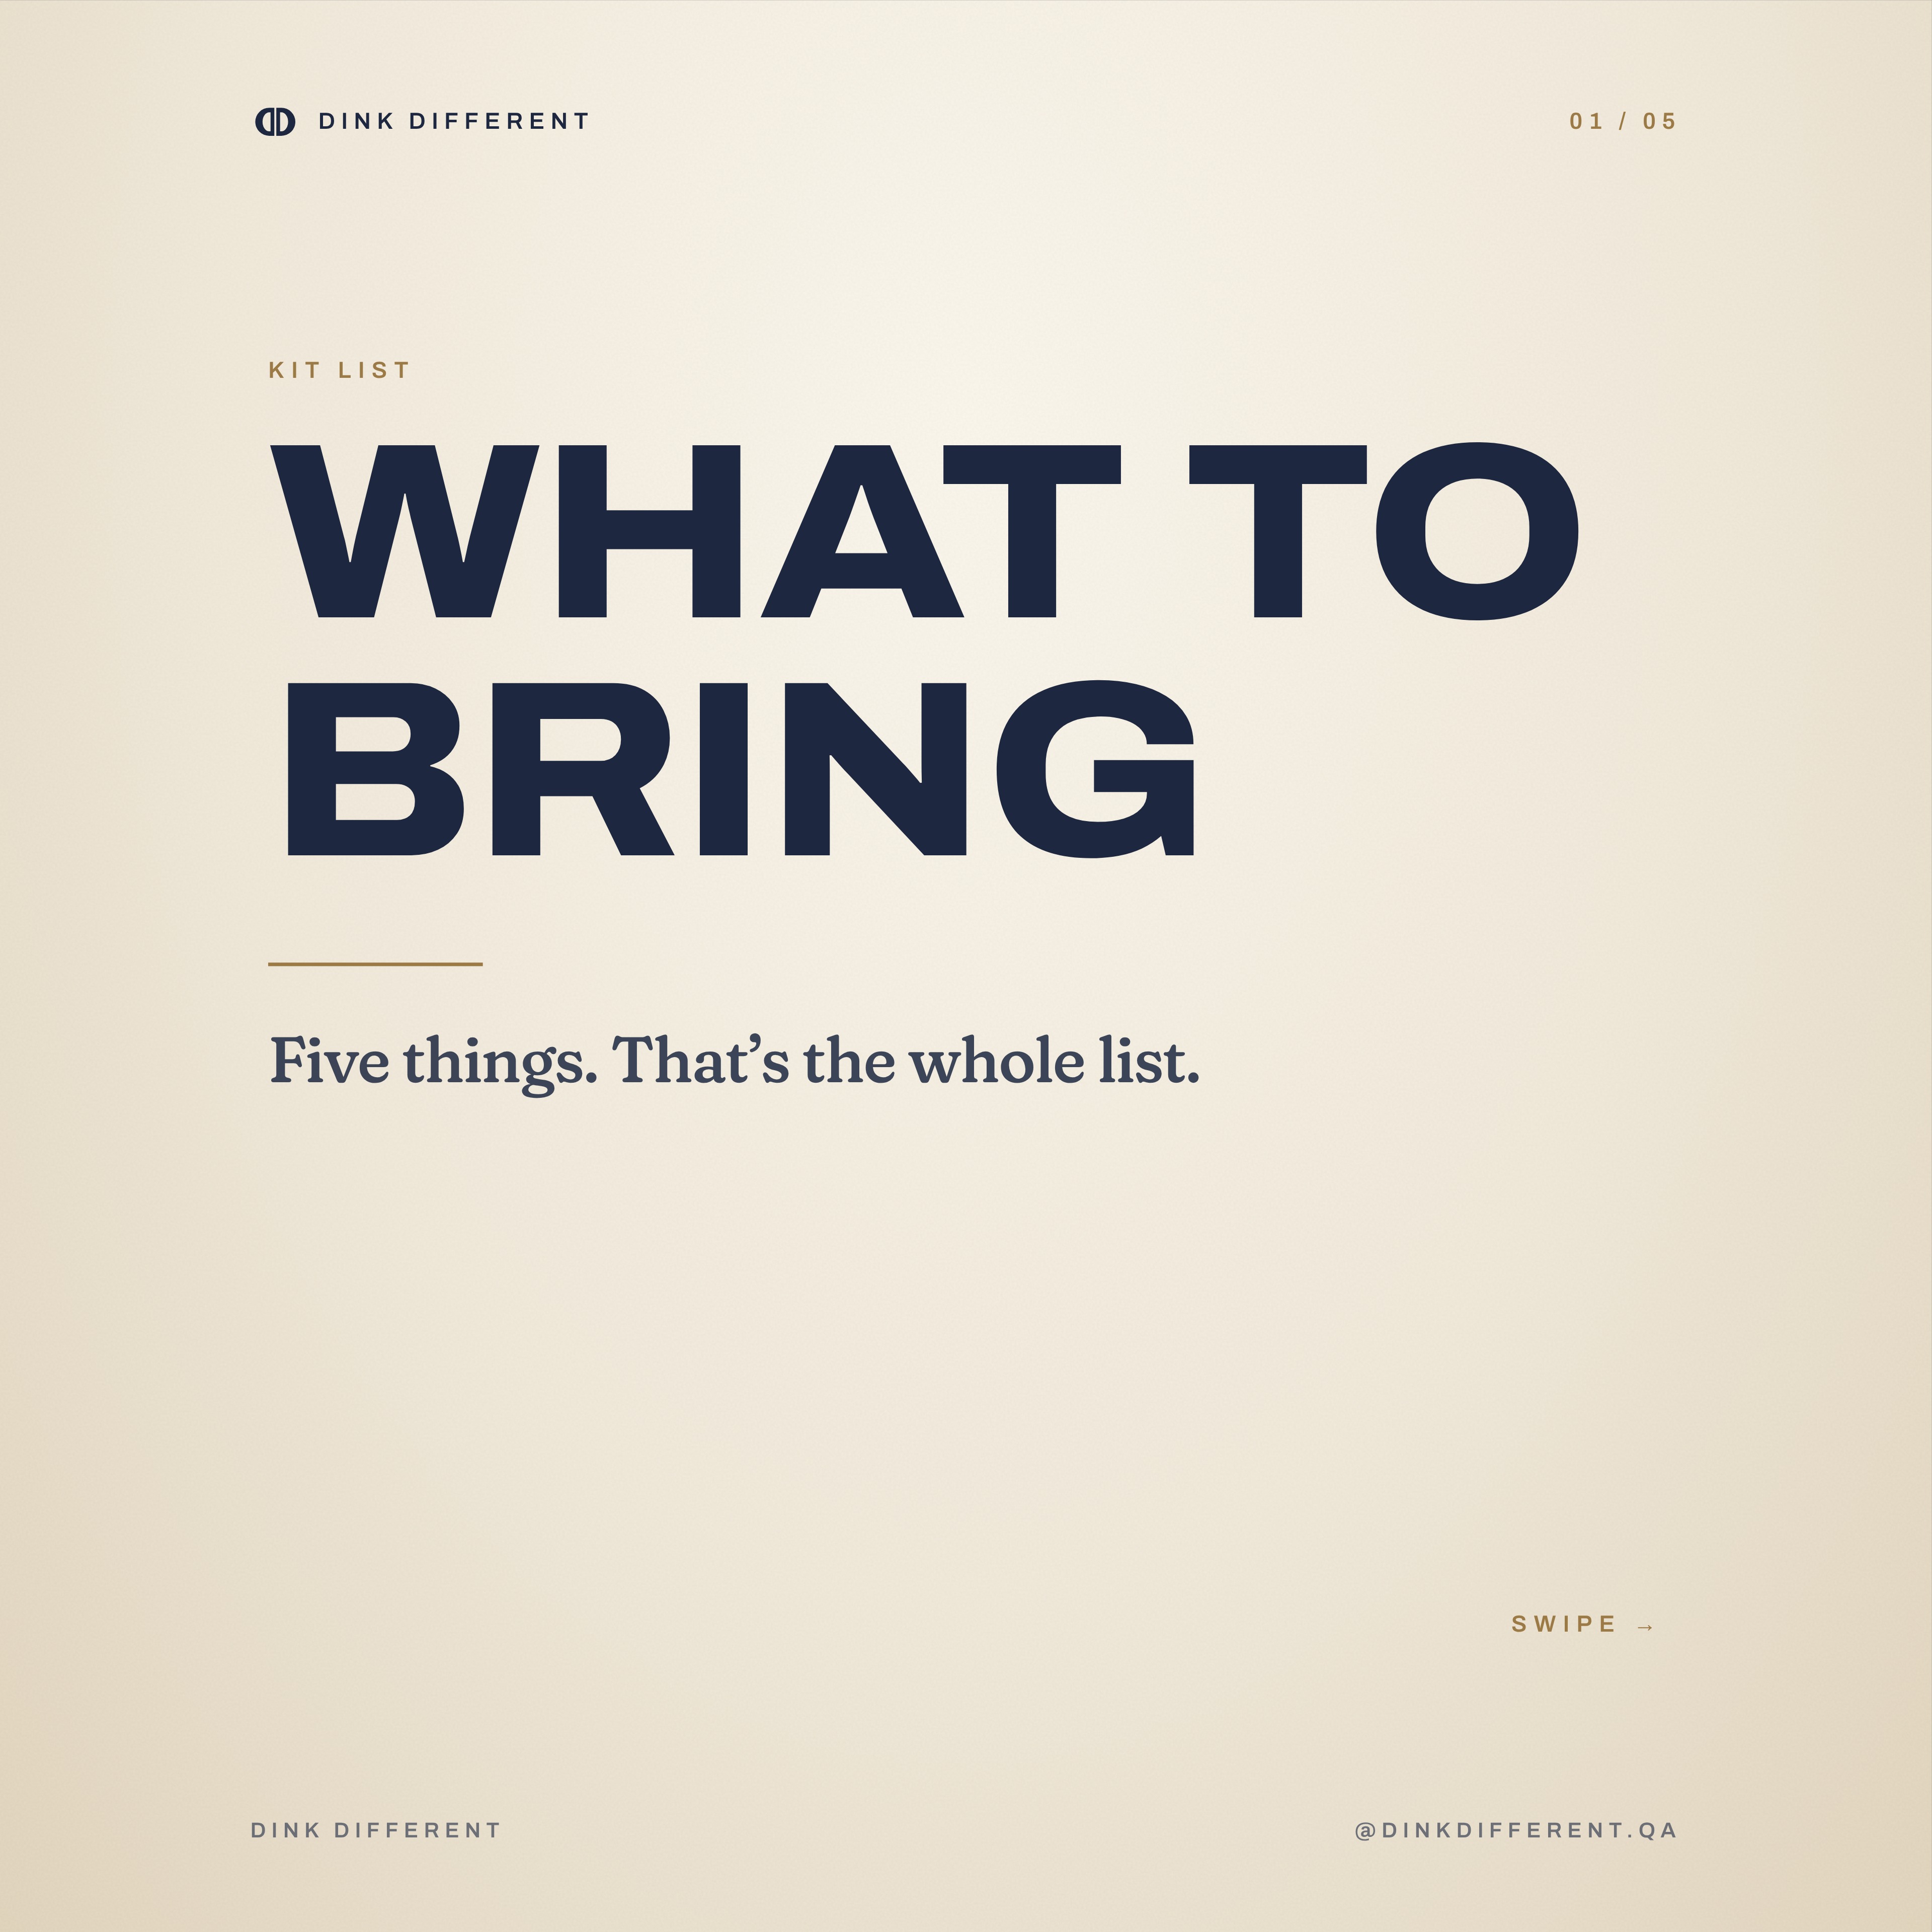 DINK DIFFERENT
01 / 05
KIT LIST
WHAT TO
BRING
Five things. That’s the whole list.
SWIPE →
DINK DIFFERENT
@DINKDIFFERENT.QA